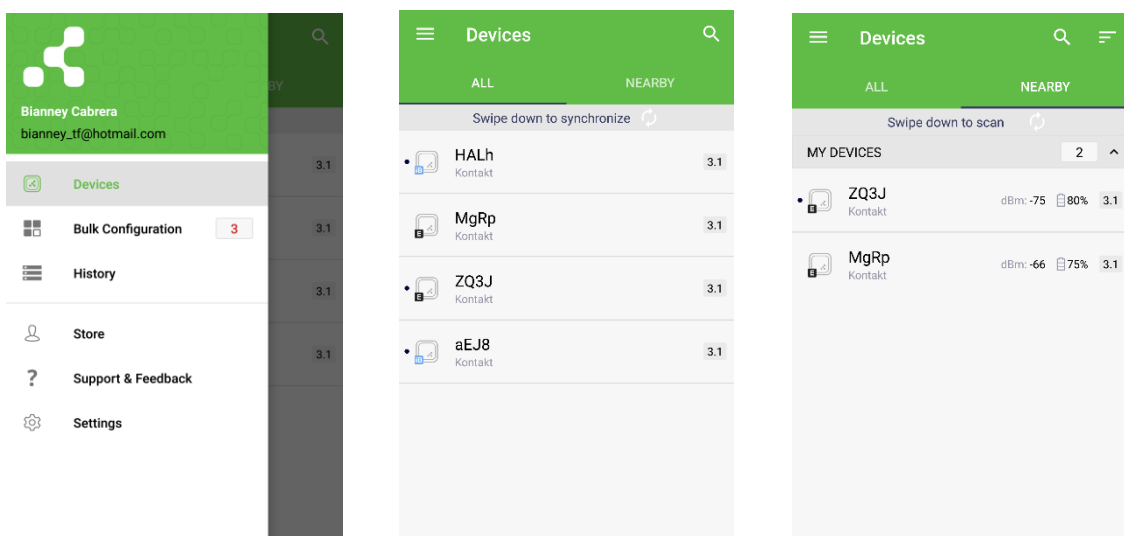 Bianney Cabrera
bianney_tf@hotmail.com
BY
Devices
3.1
Bulk Configuration 3
3.1
History
3.1
Store
3.1
Support & Feedback
Settings
Devices
ALL NEARBY
Swipe down to synchronize
HALh
Kontakt
3.1
MgRp
Kontakt
3.1
E
ZQ3J
Kontakt
3.1
E
aEJ8
Kontakt
3.1
Devices
ALL NEARBY
Swipe down to scan
MY DEVICES 2
ZQ3J
Kontakt
dBm: -75 80% 3.1
E
MgRp
Kontakt
dBm: -66 75% 3.1
E